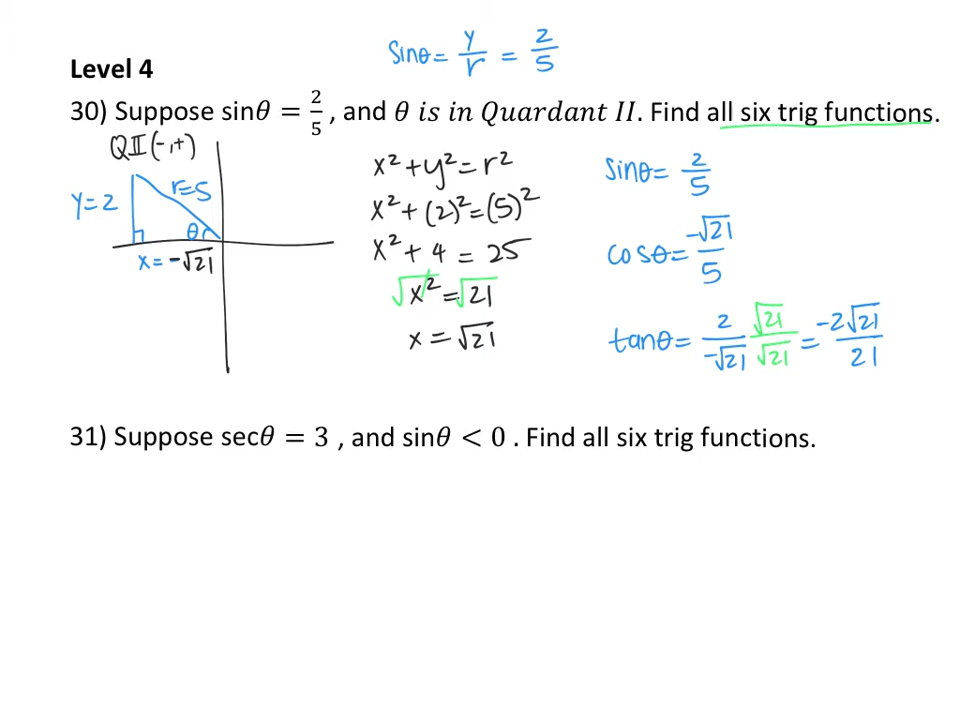 Sinθ = y/r = 2/5
Level 4
30) Suppose sinθ = 2/5 , and θ is in Quardant II. Find all six trig functions.
QII (-,+)
y=2
r=5
θ
x = -√21
x² + y² = r²
x² + (2)² = (5)²
x² + 4 = 25
√x² = √21
x = √21
sinθ = 2/5
cosθ = -√21/5
tanθ = 2/-√21 √21/√21 = -2√21/21
31) Suppose secθ = 3 , and sinθ < 0 . Find all six trig functions.